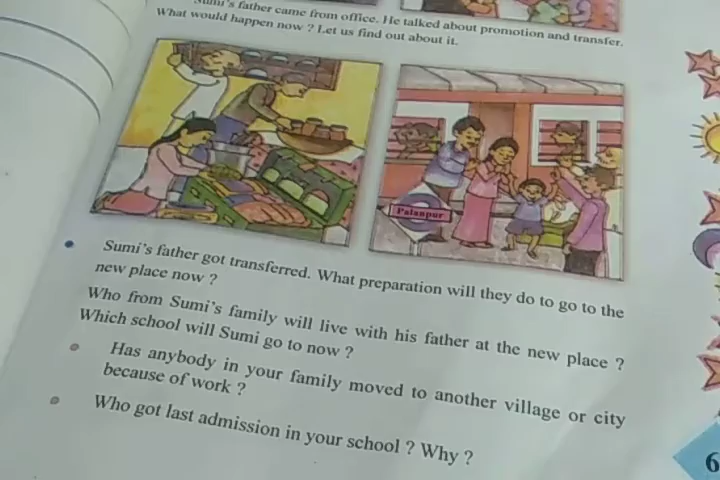 Sumi's father came from office. He talked about promotion and transfer.
What would happen now ? Let us find out about it.
Palanpur
Sumi's father got transferred. What preparation will they do to go to the
new place now ?
Who from Sumi's family will live with his father at the new place ?
Which school will Sumi go to now ?
Has anybody in your family moved to another village or city
because of work ?
Who got last admission in your school ? Why ?
6